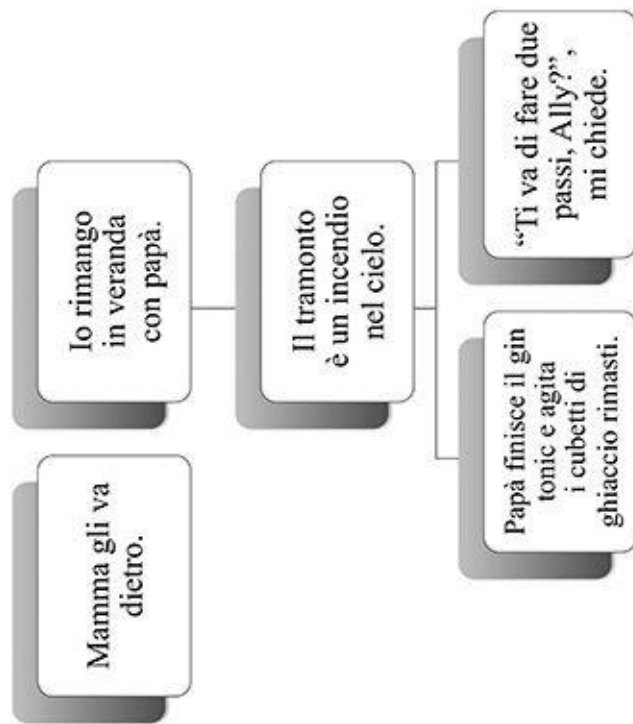 Mamma gli va
dietro.
Io rimango
in veranda
con papà.
Il tramonto
è un incendio
nel cielo.
Papà finisce il gin
tonic e agita
i cubetti di
ghiaccio rimasti.
“Ti va di fare due
passi, Ally?”,
mi chiede.